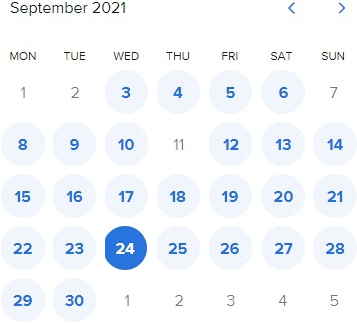 September 2021
MON TUE WED THU FRI SAT SUN
1 2 3 4 5 6 7
8 9 10 11 12 13 14
15 16 17 18 19 20 21
22 23 24 25 26 27 28
29 30 1 2 3 4 5